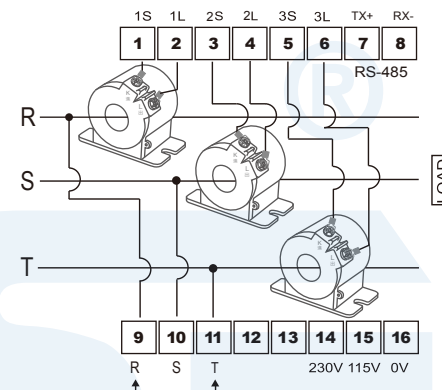 1S 1L 2S 2L 3S 3L TX+ RX-
1 2 3 4 5 6 7 8
RS-485
R
K
L
S
K
L
LOAD
K
L
T
9 10 11 12 13 14 15 16
R S T 230V 115V 0V
®